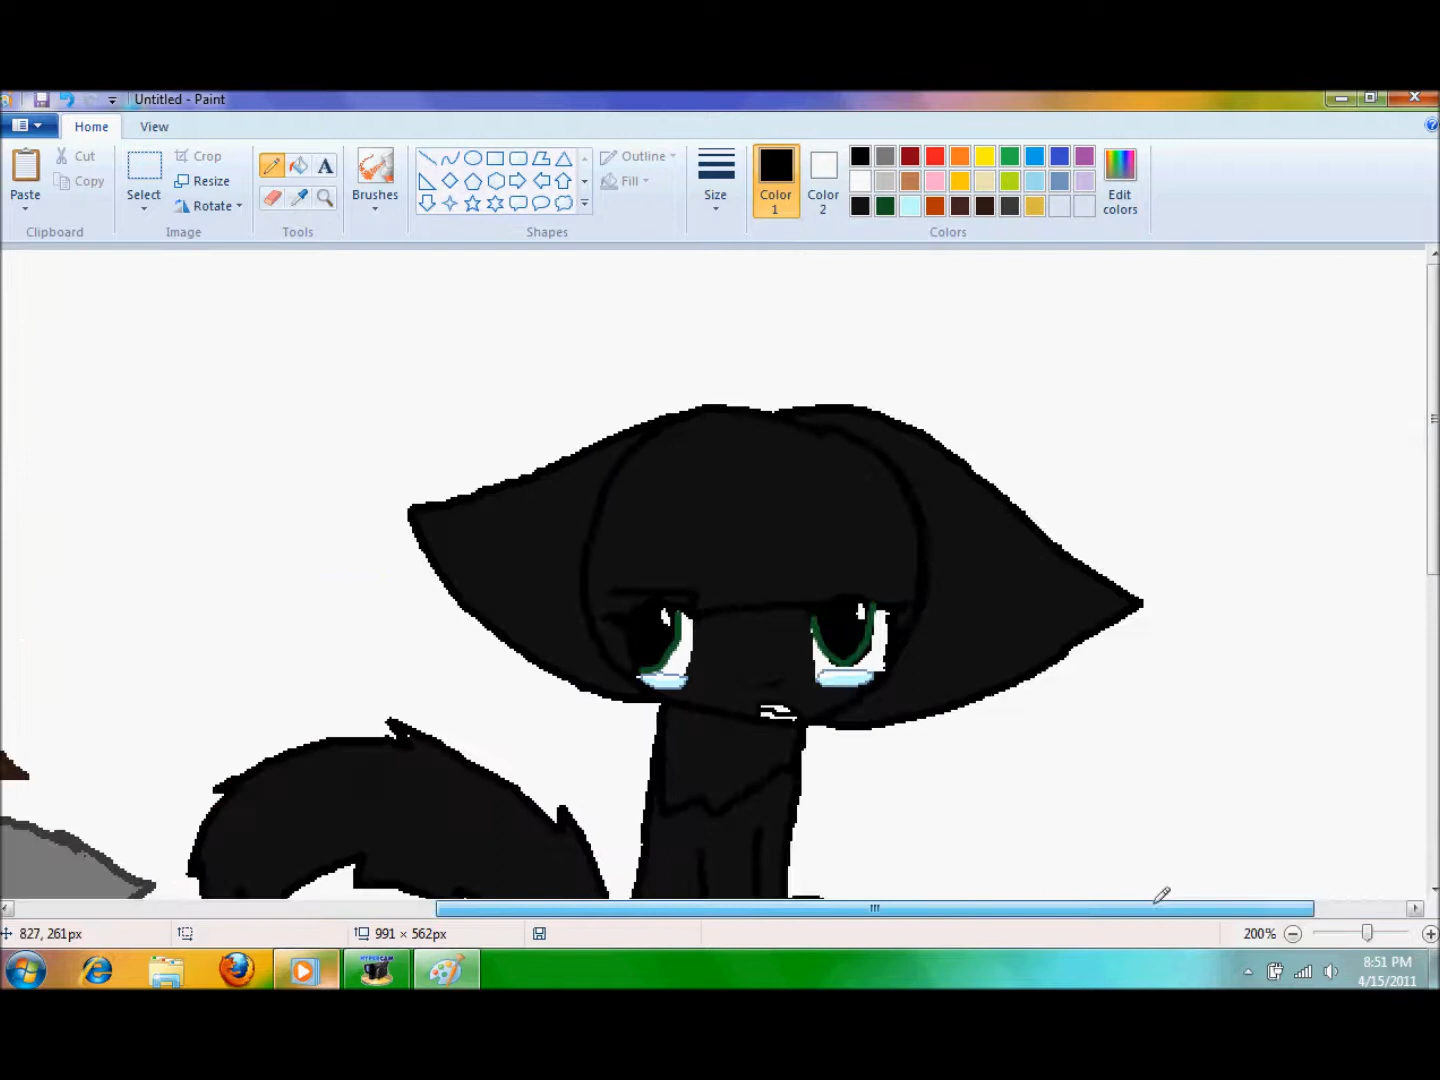 Untitled - Paint
Home View
Cut
Copy
Paste
Clipboard
Select
Crop
Resize
Rotate
Image
A
Tools
Brushes
Shapes
Outline
Fill
Size
Color 1
Color 2
Edit colors
Colors
827, 261px
991 × 562px
200%
HYPERCAM
8:51 PM
4/15/2011